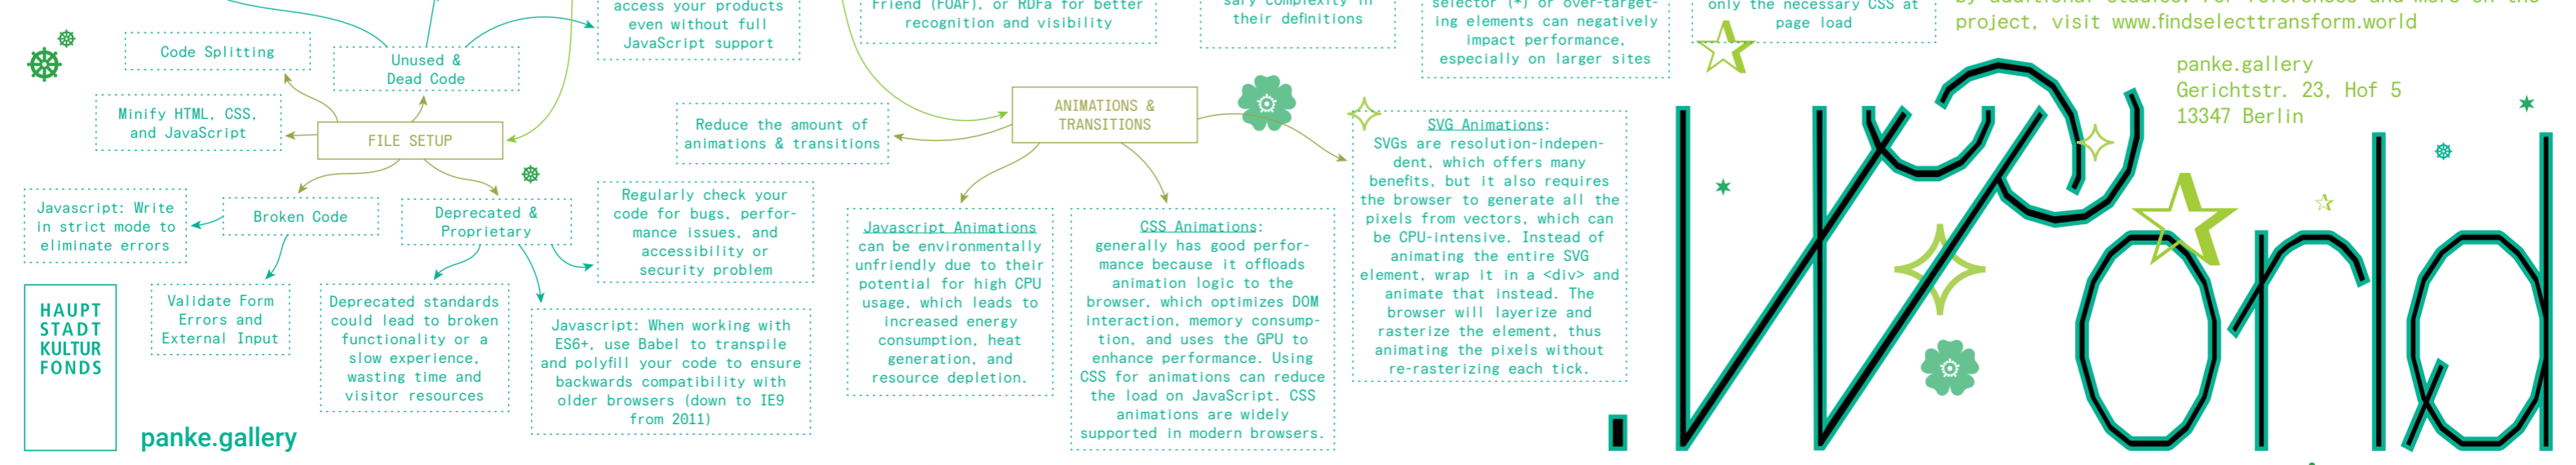 access your products
even without full
JavaScript support
Friend (FOAF), or RDFa for better
recognition and visibility
sary complexity in
their definitions
selector (*) or over-target-
ing elements can negatively
impact performance,
especially on larger sites
only the necessary CSS at
page load
by additional studies. For references and more on the
project, visit www.findselecttransform.world
panke.gallery
Gerichtstr. 23, Hof 5
13347 Berlin
Code Splitting
Unused &
Dead Code
Minify HTML, CSS,
and JavaScript
FILE SETUP
Javascript: Write
in strict mode to
eliminate errors
Broken Code
Deprecated &
Proprietary
Regularly check your
code for bugs, perfor-
mance issues, and
accessibility or
security problem
Validate Form
Errors and
External Input
Deprecated standards
could lead to broken
functionality or a
slow experience,
wasting time and
visitor resources
Javascript: When working with
ES6+, use Babel to transpile
and polyfill your code to ensure
backwards compatibility with
older browsers (down to IE9
from 2011)
ANIMATIONS &
TRANSITIONS
Reduce the amount of
animations & transitions
Javascript Animations
can be environmentally
unfriendly due to their
potential for high CPU
usage, which leads to
increased energy
consumption, heat
generation, and
resource depletion.
CSS Animations:
generally has good perfor-
mance because it offloads
animation logic to the
browser, which optimizes DOM
interaction, memory consump-
tion, and uses the GPU to
enhance performance. Using
CSS for animations can reduce
the load on JavaScript. CSS
animations are widely
supported in modern browsers.
SVG Animations:
SVGs are resolution-indepen-
dent, which offers many
benefits, but it also requires
the browser to generate all the
pixels from vectors, which can
be CPU-intensive. Instead of
animating the entire SVG
element, wrap it in a <div> and
animate that instead. The
browser will layerize and
rasterize the element, thus
animating the pixels without
re-rasterizing each tick.
HAUPT
STADT
KULTUR
FONDS
panke.gallery
.World